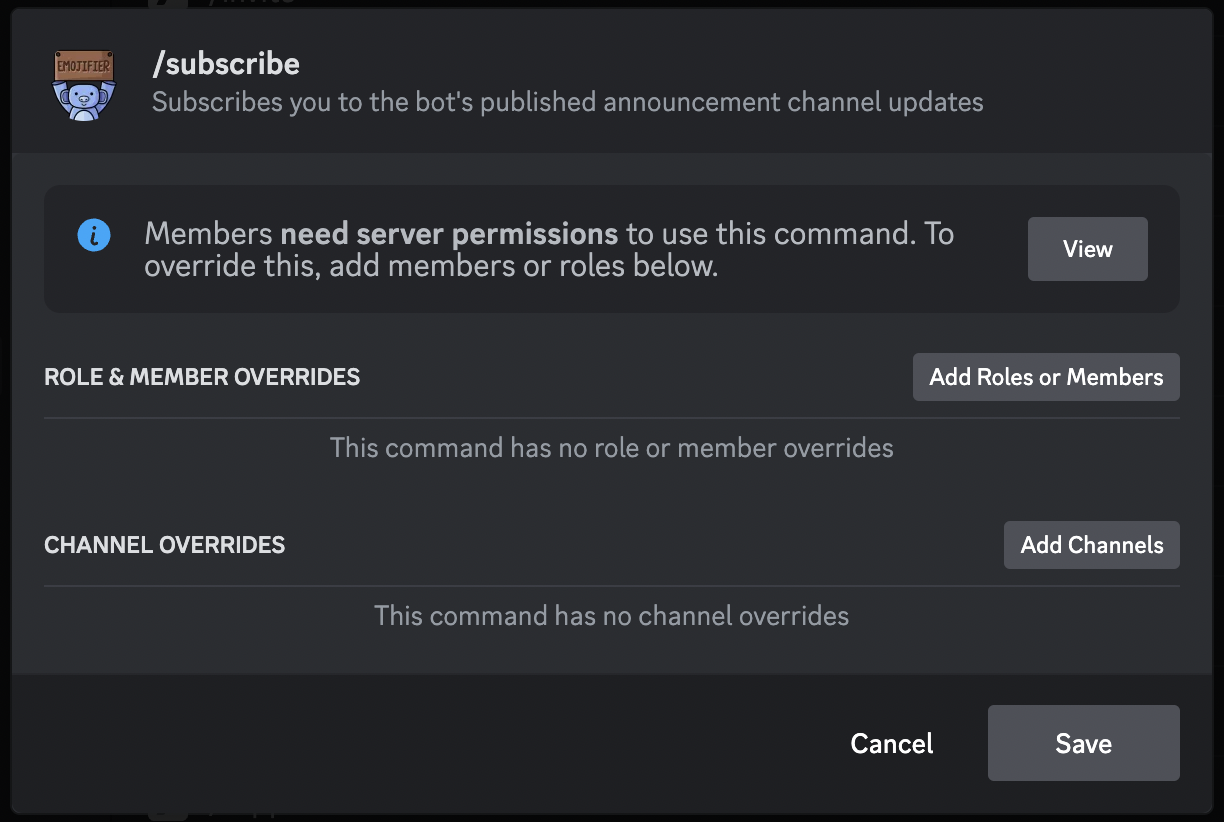 EMOJIFIER
/subscribe
Subscribes you to the bot's published announcement channel updates
Members need server permissions to use this command. To
override this, add members or roles below.
View
ROLE & MEMBER OVERRIDES
Add Roles or Members
This command has no role or member overrides
CHANNEL OVERRIDES
Add Channels
This command has no channel overrides
Cancel
Save